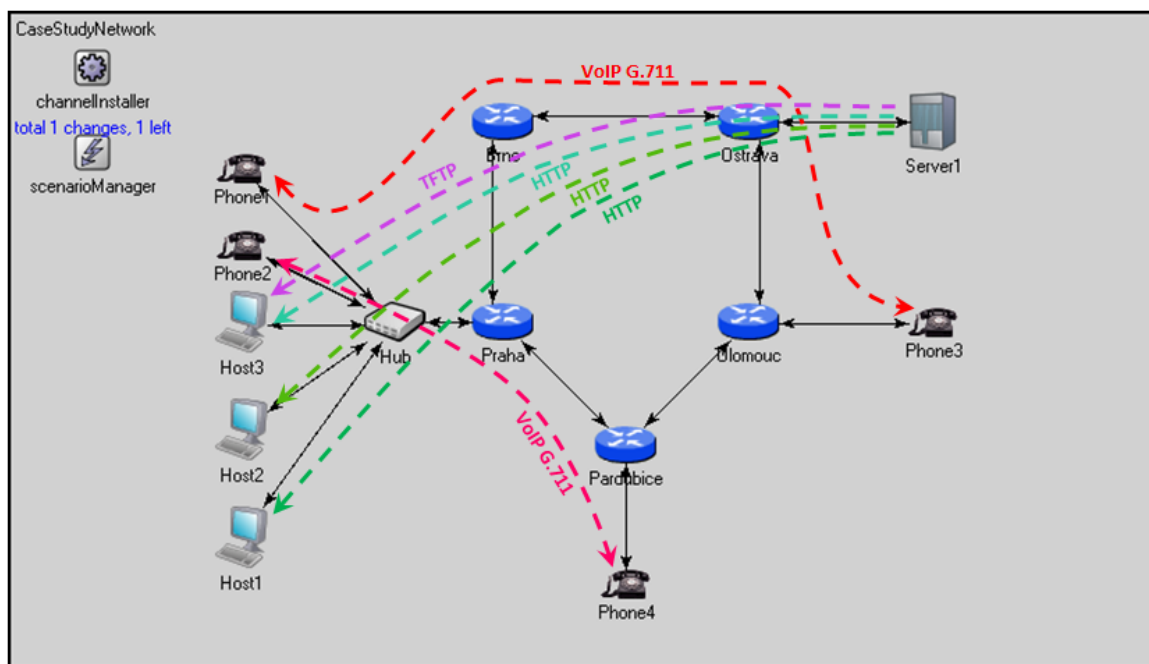 CaseStudyNetwork
channelInstaller
total 1 changes, 1 left
scenarioManager
VoIP G.711
Brno
Ostrava
Server1
Phone1
TFTP
HTTP
HTTP
HTTP
Phone2
Host3
Hub
Praha
Olomouc
Phone3
Host2
VoIP G.711
Pardubice
Host1
Phone4